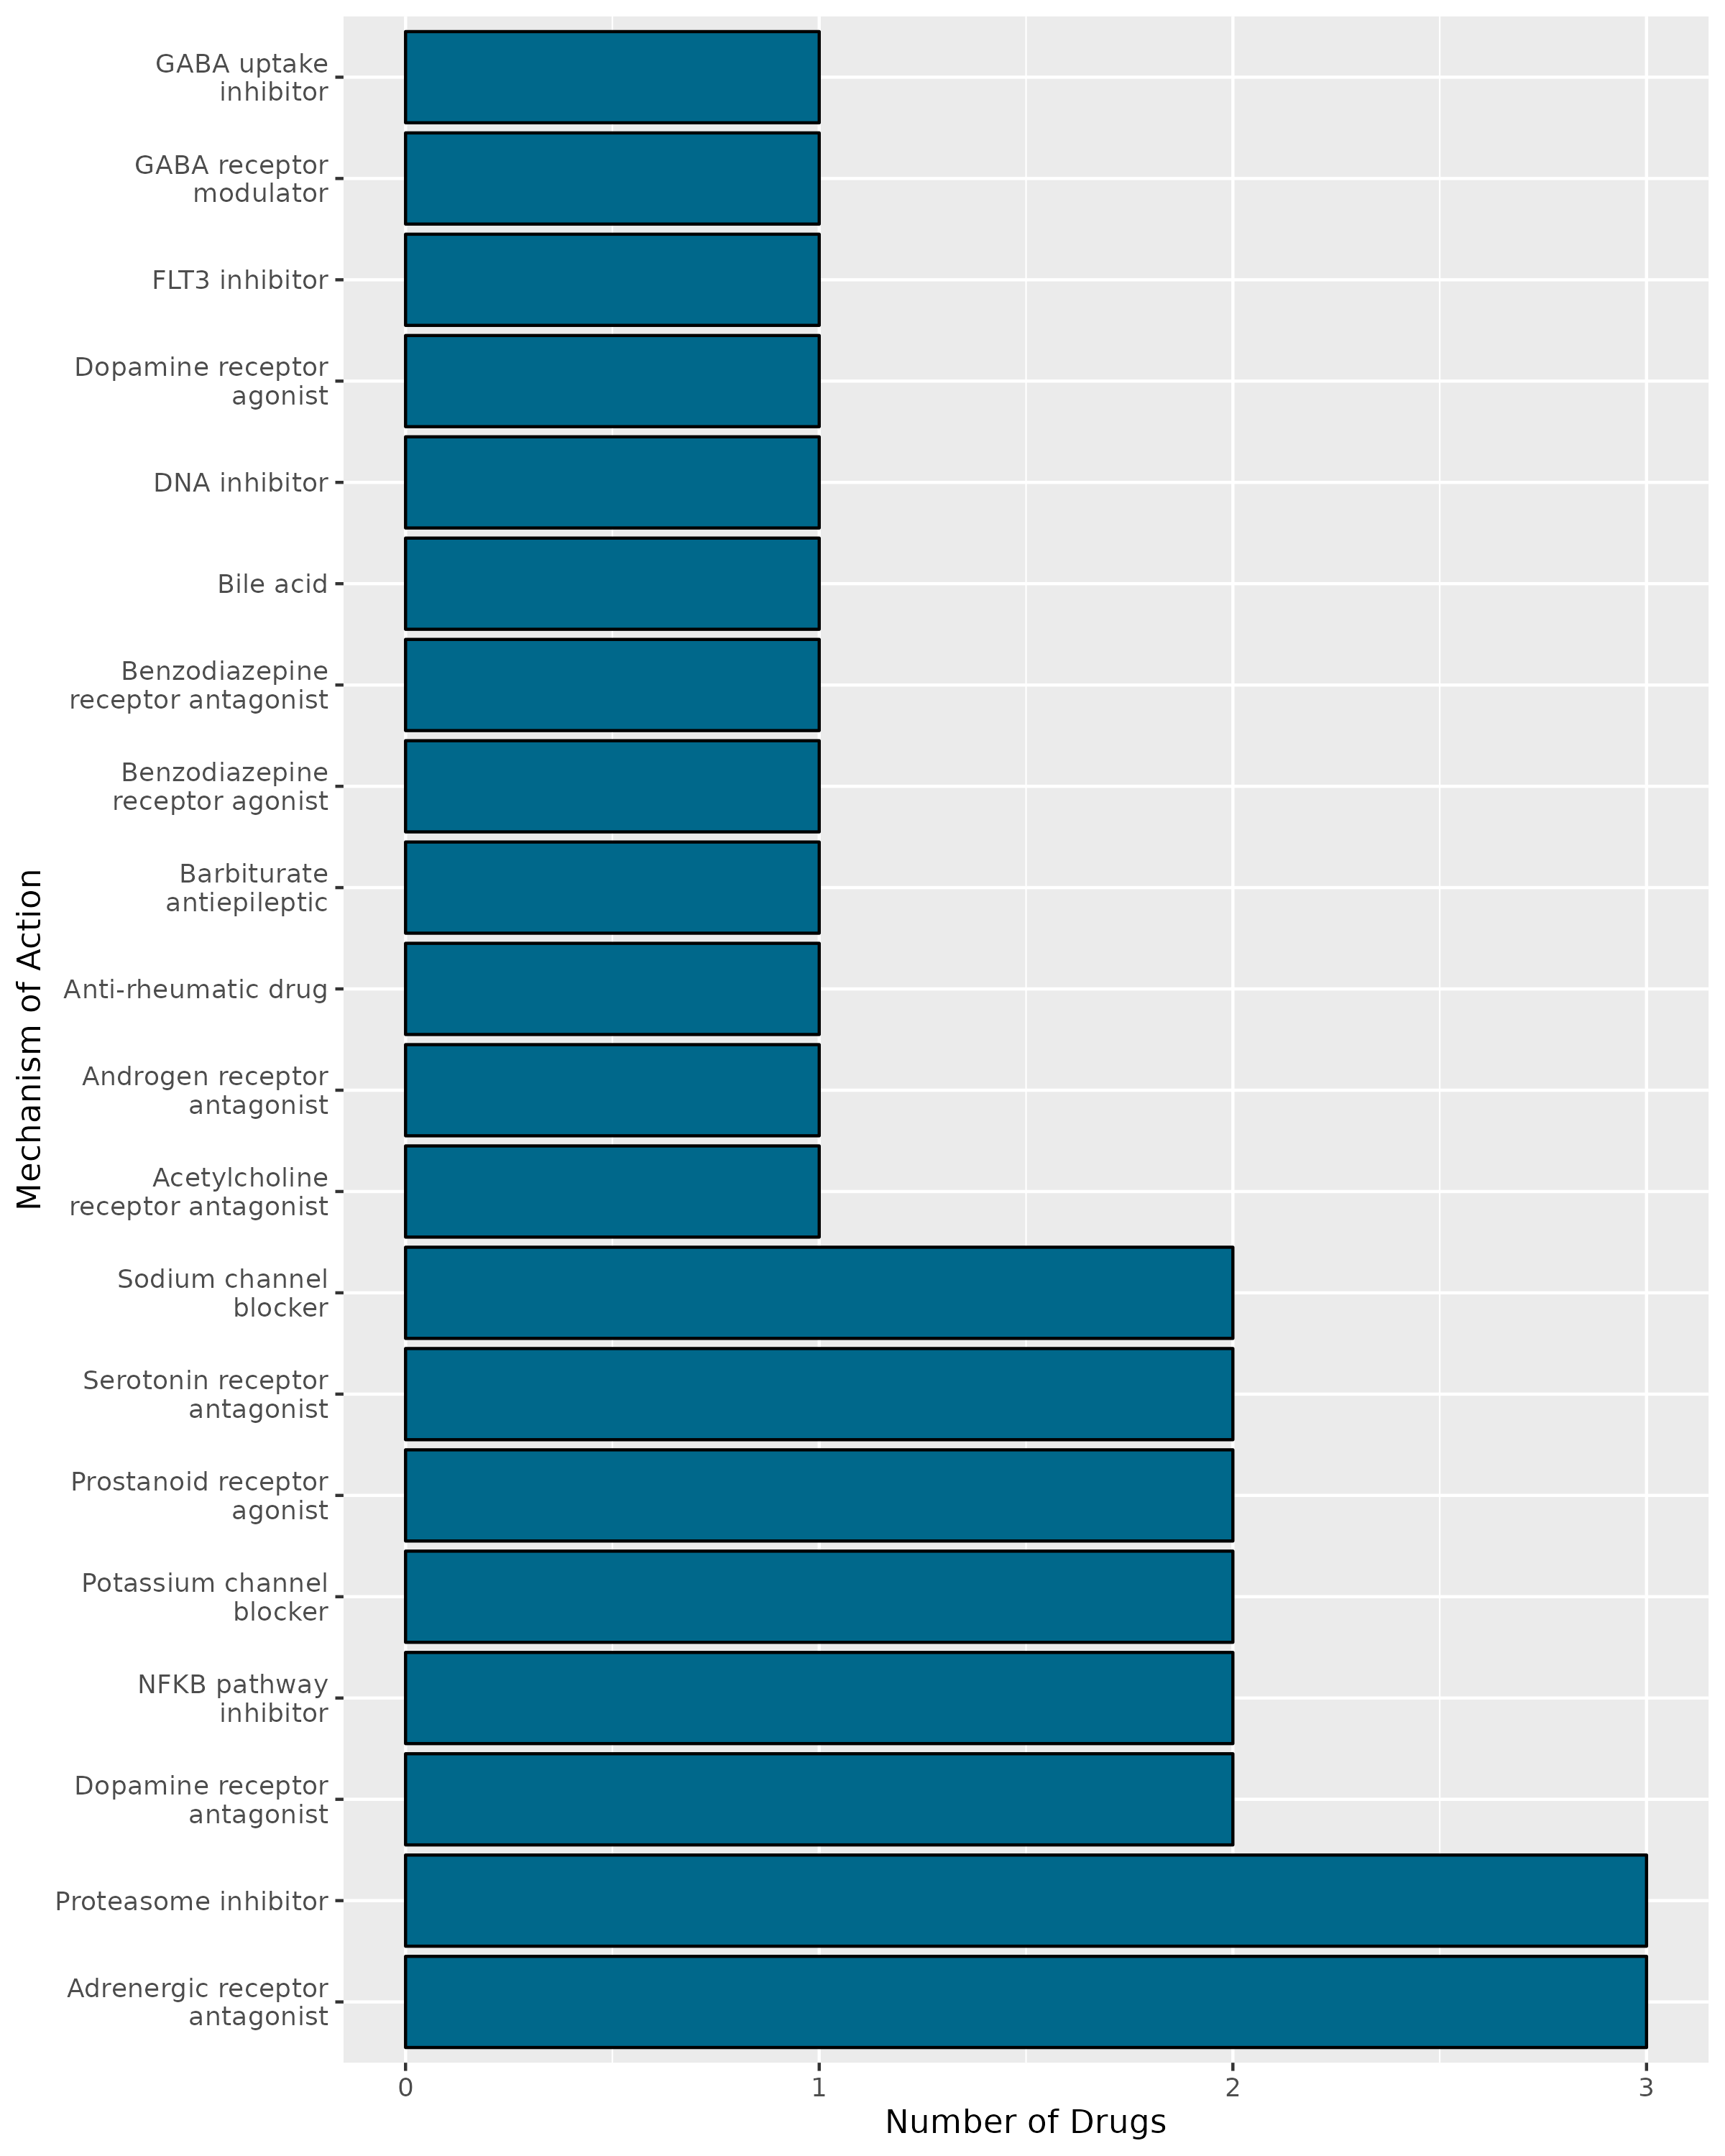 GABA uptake
inhibitor
GABA receptor
modulator
FLT3 inhibitor
Dopamine receptor
agonist
DNA inhibitor
Bile acid
Benzodiazepine
receptor antagonist
Benzodiazepine
receptor agonist
Barbiturate
antiepileptic
Anti-rheumatic drug
Androgen receptor
antagonist
Acetylcholine
receptor antagonist
Sodium channel
blocker
Serotonin receptor
antagonist
Prostanoid receptor
agonist
Potassium channel
blocker
NFKB pathway
inhibitor
Dopamine receptor
antagonist
Proteasome inhibitor
Adrenergic receptor
antagonist
Mechanism of Action
0 1 2 3
Number of Drugs